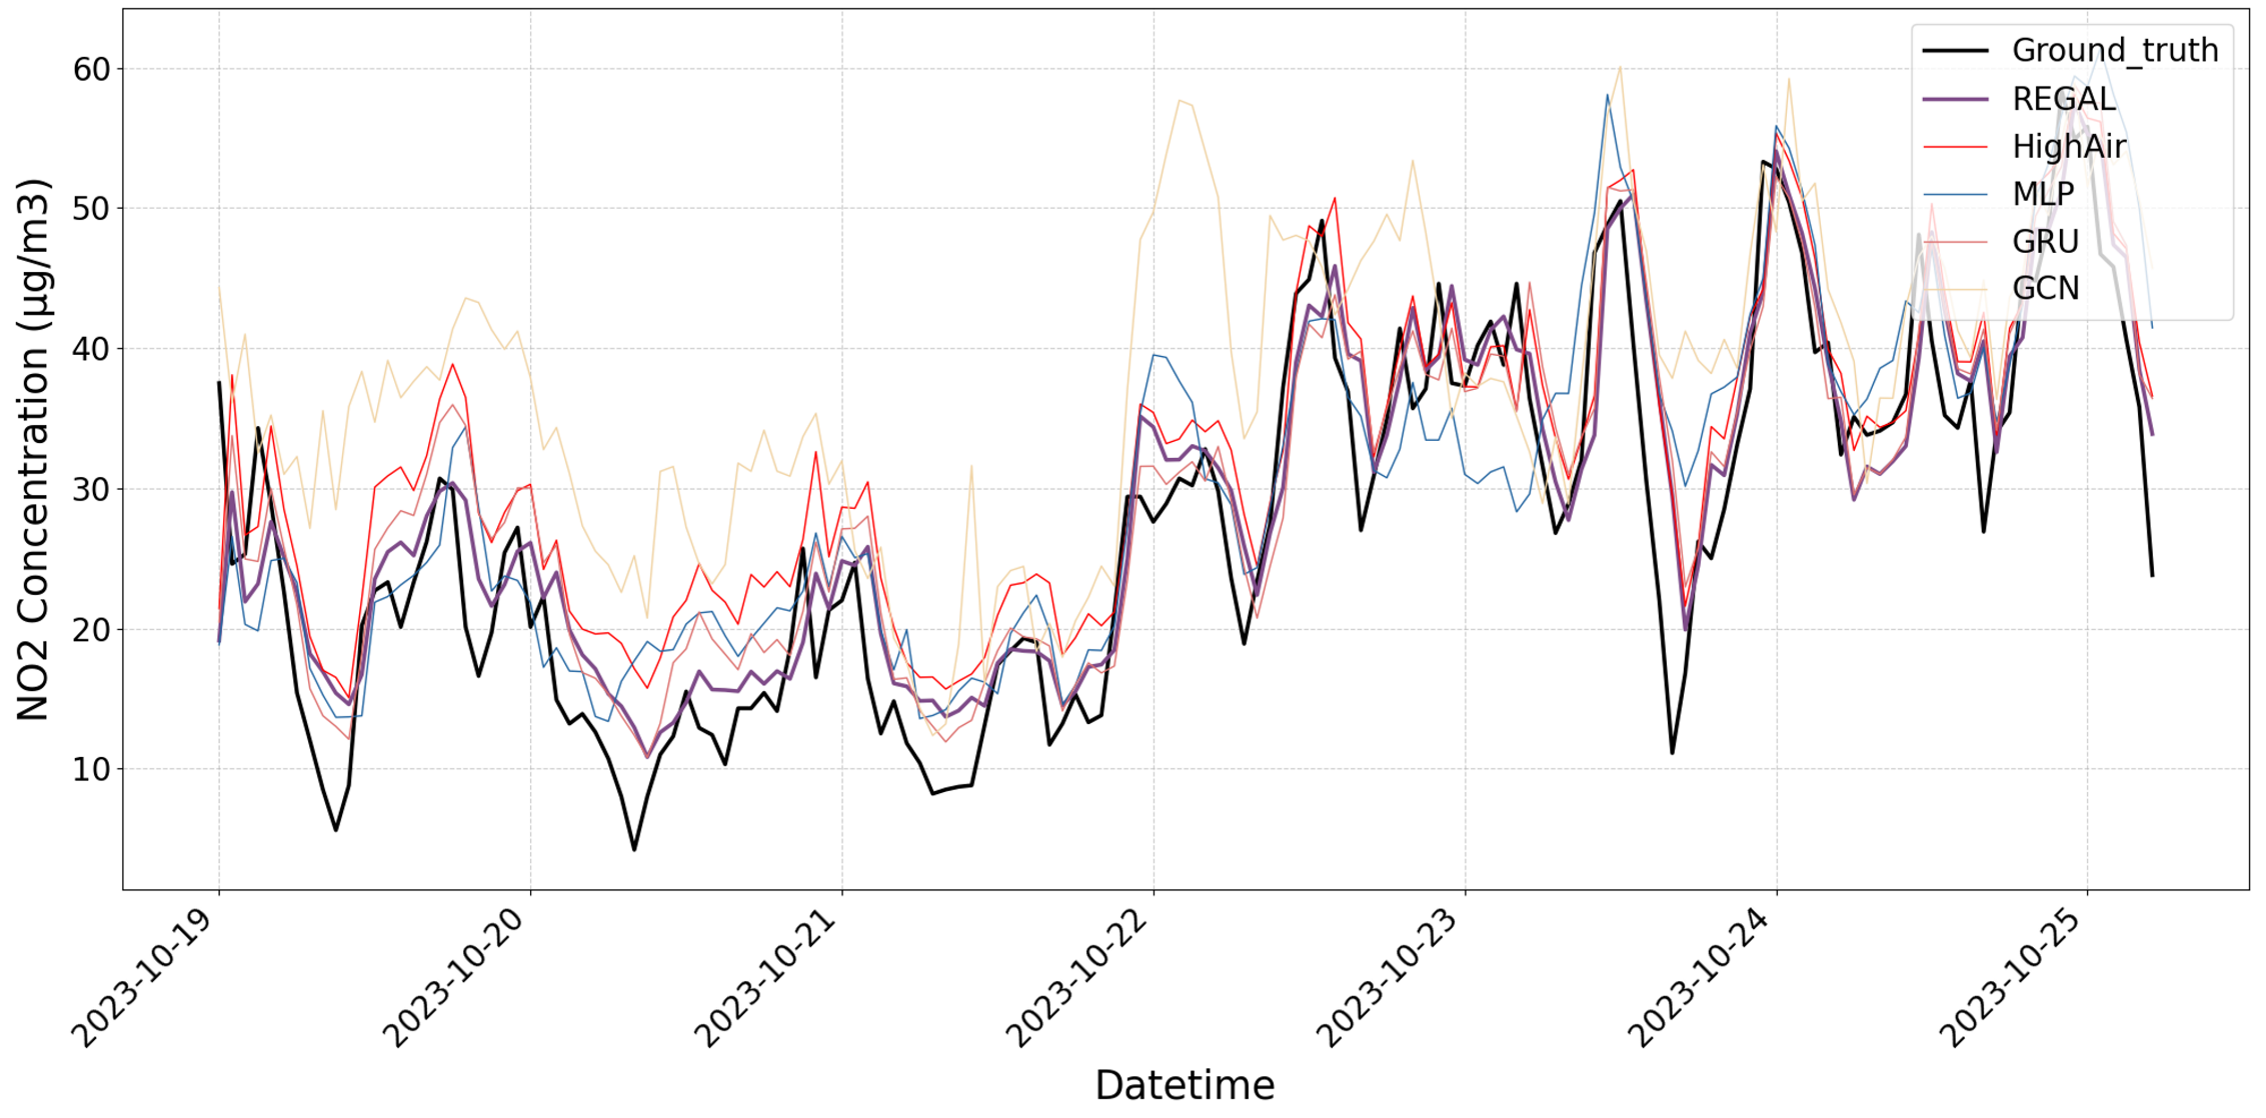 60
50
40
30
20
10
NO2 Concentration (µg/m3)
Ground_truth
REGAL
HighAir
MLP
GRU
GCN
2023-10-19
2023-10-20
2023-10-21
2023-10-22
2023-10-23
2023-10-24
2023-10-25
Datetime